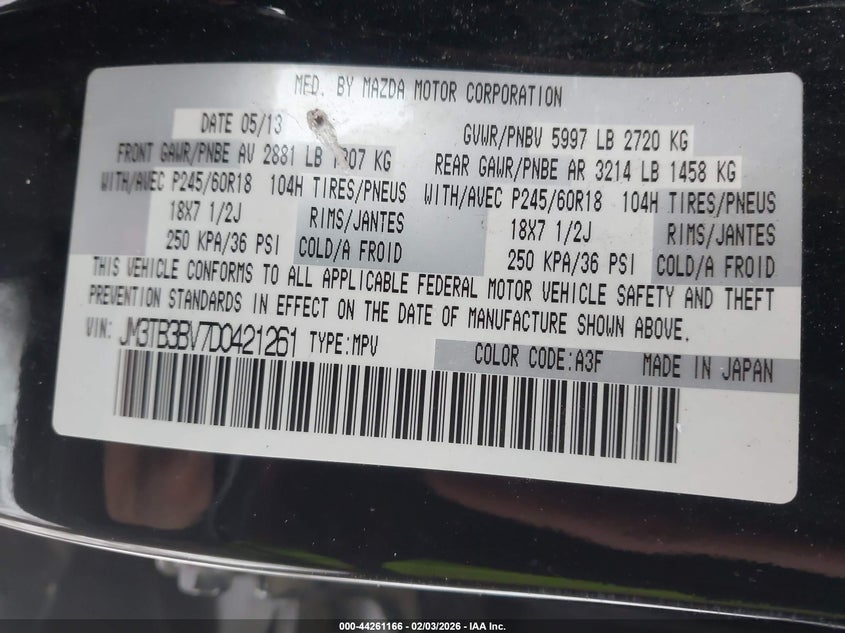 MFD. BY MAZDA MOTOR CORPORATION
DATE 05/13 GVWR/PNBV 5997 LB 2720 KG
FRONT GAWR/PNBE AV 2881 LB KG REAR GAWR/PNBE AR 3214 LB 1458 KG
WITH/AVEC P245/60R18 104H TIRES/PNEUS WITH/AVEC P245/60R18 104H TIRES/PNEUS
18X7 1/2J RIMS/JANTES 18X7 1/2J RIMS/JANTES
250 KPA/36 PSI COLD/A FROID 250 KPA/36 PSI COLD/A FROID
THIS VEHICLE CONFORMS TO ALL APPLICABLE FEDERAL MOTOR VEHICLE SAFETY AND THEFT
PREVENTION STANDARDS IN EFFECT ON THE DATE OF MANUFACTURE SHOWN ABOVE.
VIN: JM3TB3BV7D0421261 TYPE:MPV COLOR CODE:A3F MADE IN JAPAN
000-44261166 - 02/03/2026 - IAA Inc.